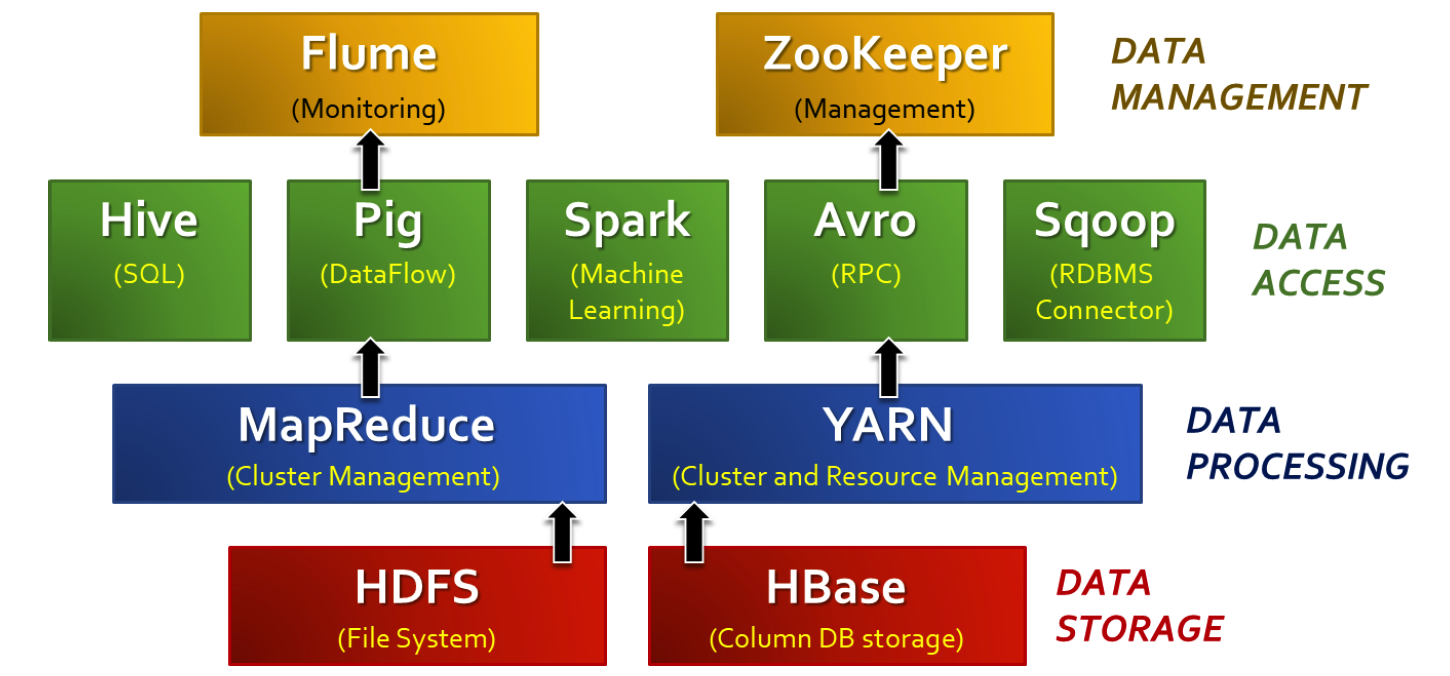 Flume
(Monitoring)
ZooKeeper
(Management)
DATA
MANAGEMENT
Hive
(SQL)
Pig
(DataFlow)
Spark
(Machine
Learning)
Avro
(RPC)
Sqoop
(RDBMS
Connector)
DATA
ACCESS
MapReduce
(Cluster Management)
YARN
(Cluster and Resource Management)
DATA
PROCESSING
HDFS
(File System)
HBase
(Column DB storage)
DATA
STORAGE